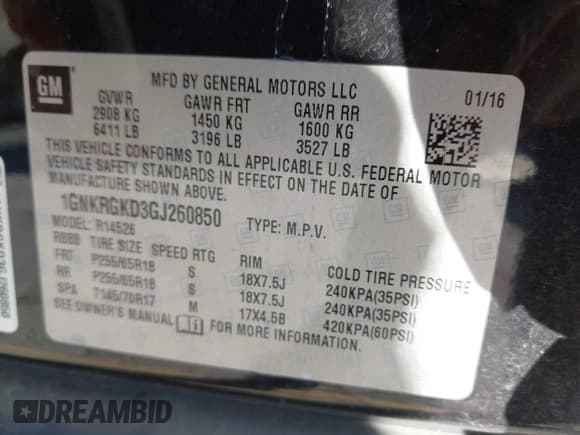 GM
MFD BY GENERAL MOTORS LLC
01/16
GVWR GAWR FRT GAWR RR
2908 KG 1450 KG 1600 KG
6411 LB 3196 LB 3527 LB
THIS VEHICLE CONFORMS TO ALL APPLICABLE U.S. FEDERAL MOTOR
VEHICLE SAFETY STANDARDS IN EFFECT ON THE DATE OF
MANUFACTURE SHOWN ABOVE.
1GNKRGKD3GJ260850 TYPE: M.P.V.
MODEL: R14526
RBBB TIRE SIZE SPEED RTG RIM COLD TIRE PRESSURE
FRT P255/65R18 S 18X7.5J 240KPA(35PSI)
RR P255/65R18 S 18X7.5J 240KPA(35PSI)
SPA T145/70R17 M 17X4.5B 420KPA(60PSI)
SEE OWNER'S MANUAL
DREAMBID